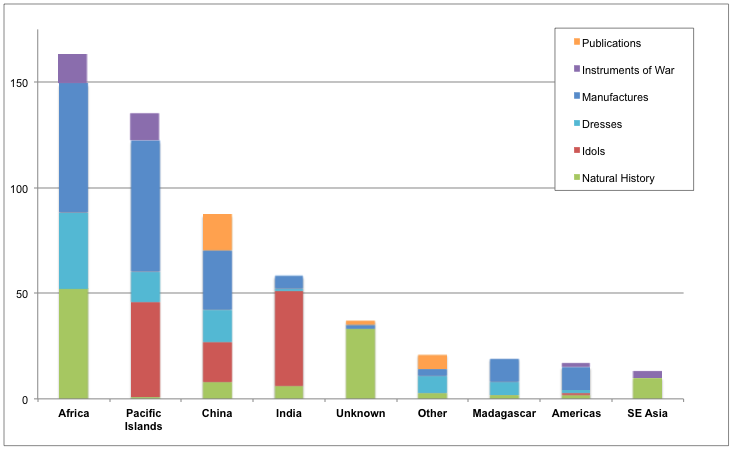 Publications
Instruments of War
Manufactures
Dresses
Idols
Natural History
150
100
50
0
Africa
Pacific
Islands
China
India
Unknown
Other
Madagascar
Americas
SE Asia